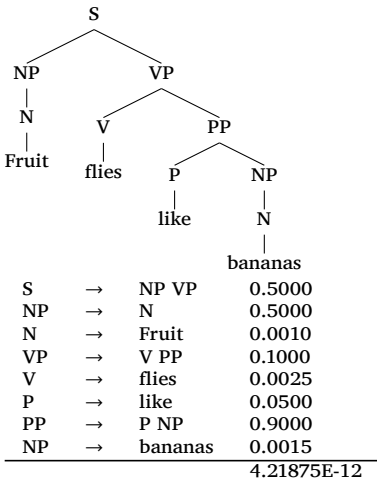 S
NP VP
N V PP
Fruit flies P NP
like N
bananas
S → NP VP 0.5000
NP → N 0.5000
N → Fruit 0.0010
VP → V PP 0.1000
V → flies 0.0025
P → like 0.0500
PP → P NP 0.9000
NP → bananas 0.0015
4.21875E-12